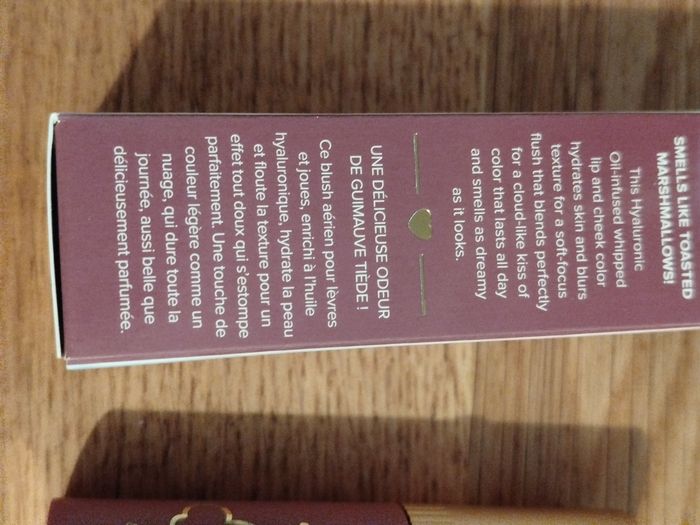 SMELLS LIKE TOASTED
MARSHMALLOWS!
This Hyaluronic
Oil-infused whipped
lip and cheek color
hydrates skin and blurs
texture for a soft-focus
flush that blends perfectly
for a cloud-like kiss of
color that lasts all day
and smells as dreamy
as it looks.
UNE DÉLICIEUSE ODEUR
DE GUIMAUVE TIÈDE !
Ce blush aérien pour lèvres
et joues, enrichi à l'huile
hyaluronique, hydrate la peau
et floute la texture pour un
effet tout doux qui s'estompe
parfaitement. Une touche de
couleur légère comme un
nuage, qui dure toute la
journée, aussi belle que
délicieusement parfumée.